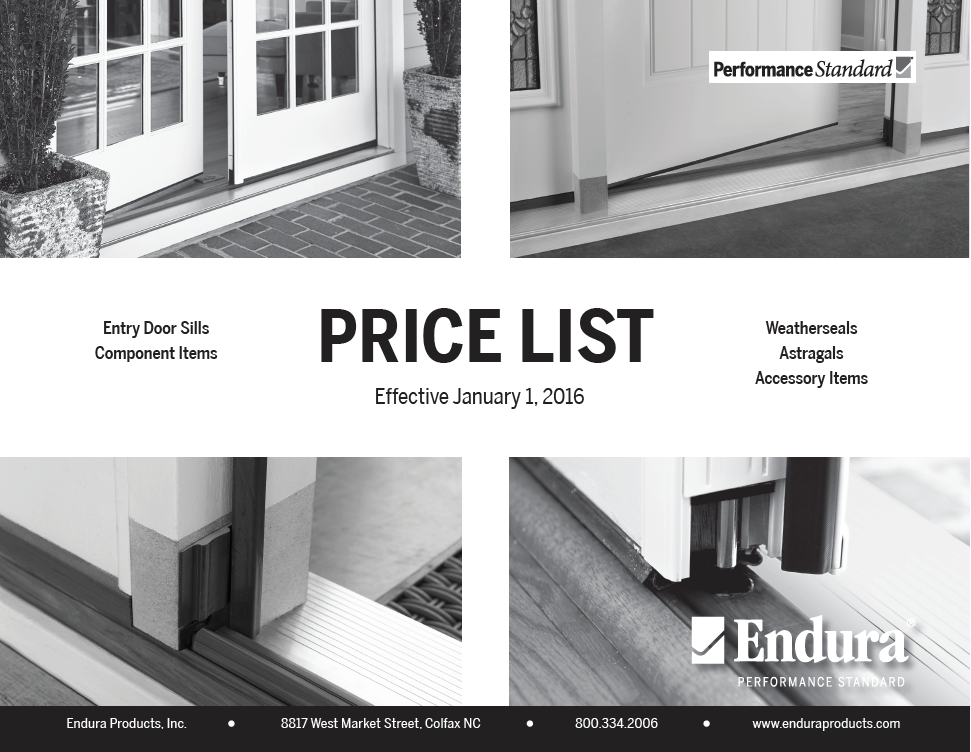 Performance Standard
Entry Door Sills
Component Items
PRICE LIST
Effective January 1, 2016
Weatherseals
Astragals
Accessory Items
Endura®
PERFORMANCE STANDARD
Endura Products, Inc. ● 8817 West Market Street, Colfax NC ● 800.334.2006 ● www.enduraproducts.com